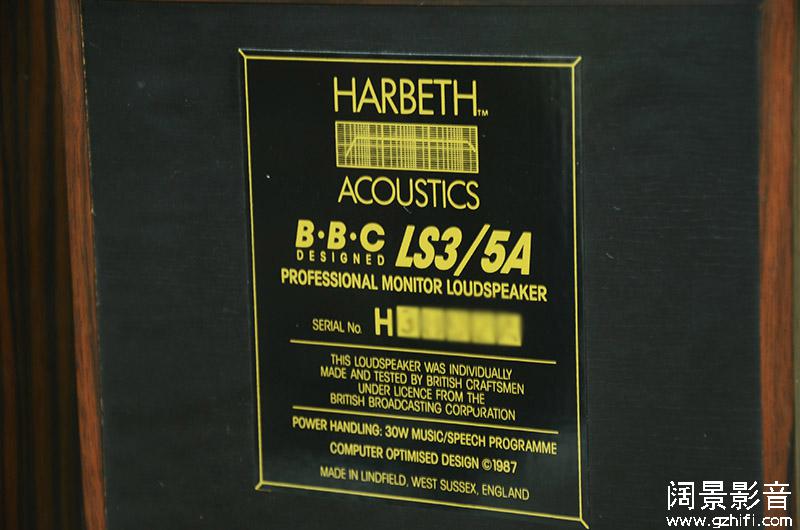 HARBETH™
ACOUSTICS
B·B·C LS3/5A
DESIGNED
PROFESSIONAL MONITOR LOUDSPEAKER
SERIAL No. H
THIS LOUDSPEAKER WAS INDIVIDUALLY
MADE AND TESTED BY BRITISH CRAFTSMEN
UNDER LICENCE FROM THE
BRITISH BROADCASTING CORPORATION
POWER HANDLING: 30W MUSIC/SPEECH PROGRAMME
COMPUTER OPTIMISED DESIGN ©1987
MADE IN LINDFIELD, WEST SUSSEX, ENGLAND
阔景影音
www.gzhifi.com